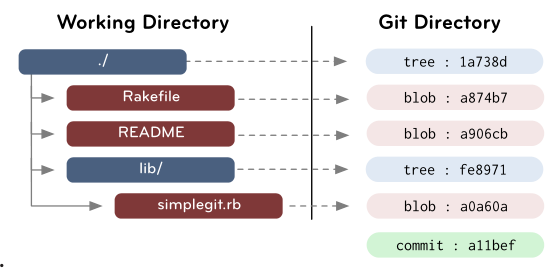 Working Directory Git Directory
./ tree : 1a738d
Rakefile blob : a874b7
README blob : a906cb
lib/ tree : fe8971
simplegit.rb blob : a0a60a
commit : a11bef
.